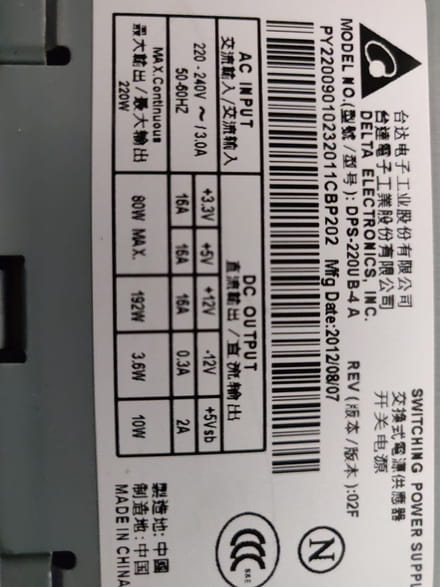 SWITCHING POWER SUPPLY
交換式電源供應器
开关电源
台达电子工业股份有限公司
台達電子工業股份有限公司
DELTA ELECTRONICS, INC.
MODEL NO.(型號/型号): DPS-220UB-4 A REV(版本/版本):02F
PY22009010232011CBP202 Mfg Date:2012/08/07
AC INPUT
交流輸入/交流输入
DC OUTPUT
直流輸出/直流输出
220 - 240V ~ / 3.0A
50-60HZ
+3.3V +5V +12V -12V +5Vsb
16A 16A 16A 0.3A 2A
MAX.Continuous
最大輸出/最大输出
220W
80W MAX. 192W 3.6W 10W
N
CCC
S&E
製造地: 中國
制造地: 中国
MADE IN CHINA